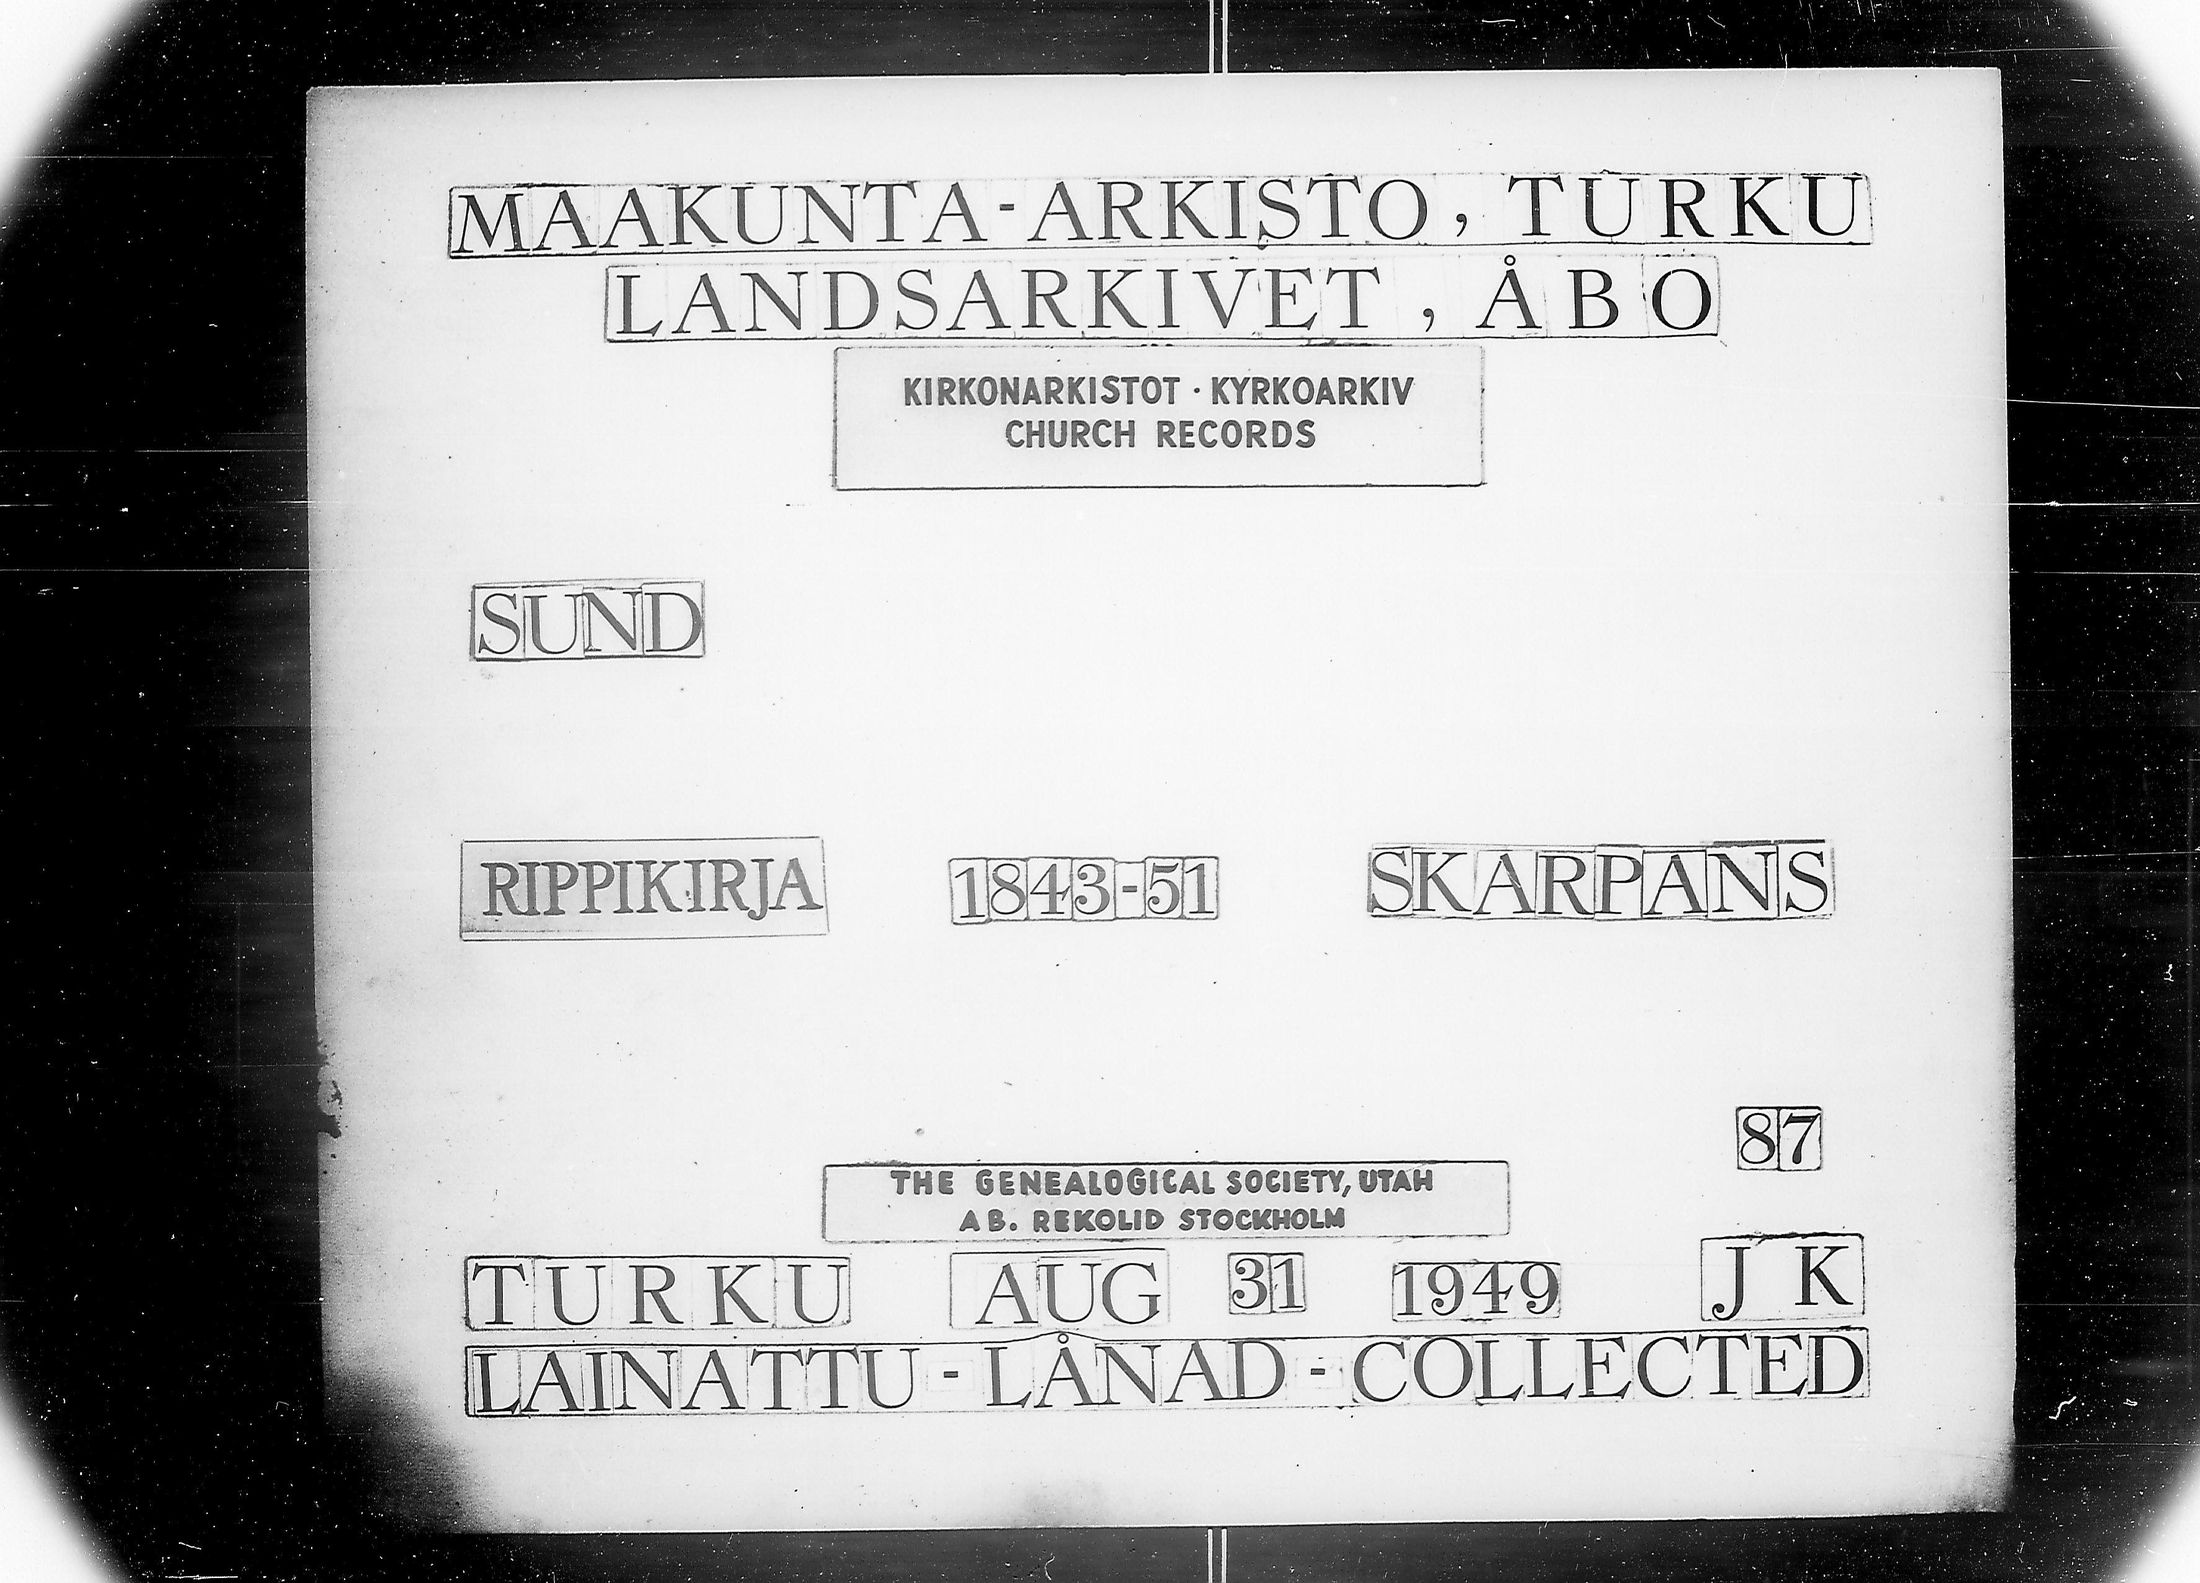 MAAKUNTA-ARKISTO, TURKU
LANDSARKIVET, ÅBO
KIRKONARKISTOT · KYRKOARKIV
CHURCH RECORDS
SUND
RIPPIKIRJA 1843-51 SKARPANS
87
THE GENEALOGICAL SOCIETY, UTAH
AB. REKOLID STOCKHOLM
TURKU AUG 31 1949 J K
LAINATTU - LÅNAD - COLLECTED